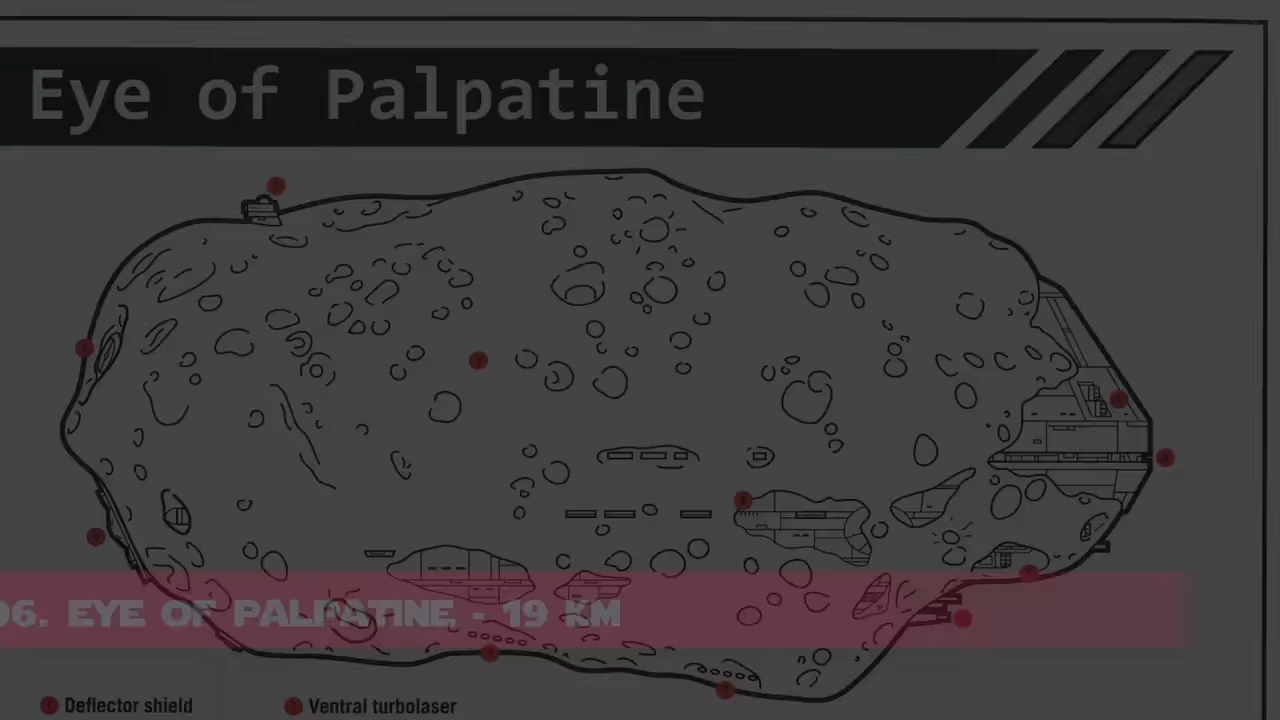 Eye of Palpatine
06. EYE OF PALPATINE - 19 KM
Deflector shield
Ventral turbolaser